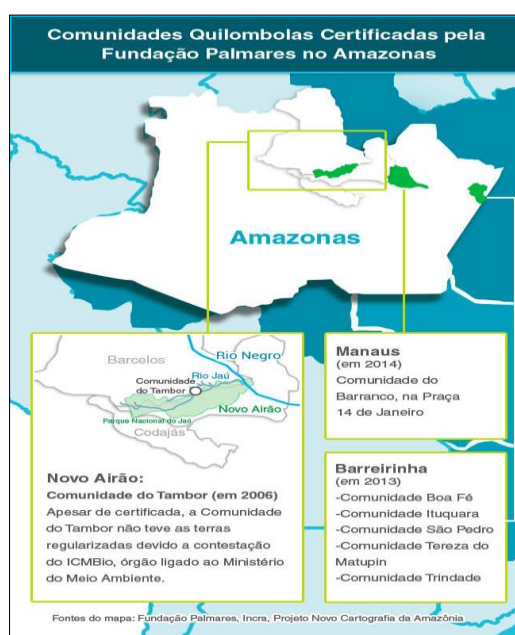 Comunidades Quilombolas Certificadas pela
Fundação Palmares no Amazonas
Amazonas
Barcelos
Rio Negro
Rio Jaú
Comunidade
do Tambor
Novo Airão
Parque Nacional do Jaú
Codajás
Novo Airão:
Comunidade do Tambor (em 2006)
Apesar de certificada, a Comunidade
do Tambor não teve as terras
regularizadas devido a contestação
do ICMBio, órgão ligado ao Ministério
do Meio Ambiente.
Manaus
(em 2014)
Comunidade do
Barranco, na Praça
14 de Janeiro
Barreirinha
(em 2013)
-Comunidade Boa Fé
-Comunidade Ituquara
-Comunidade São Pedro
-Comunidade Tereza do
Matupin
-Comunidade Trindade
Fontes do mapa: Fundação Palmares, Incra, Projeto Novo Cartografia da Amazônia